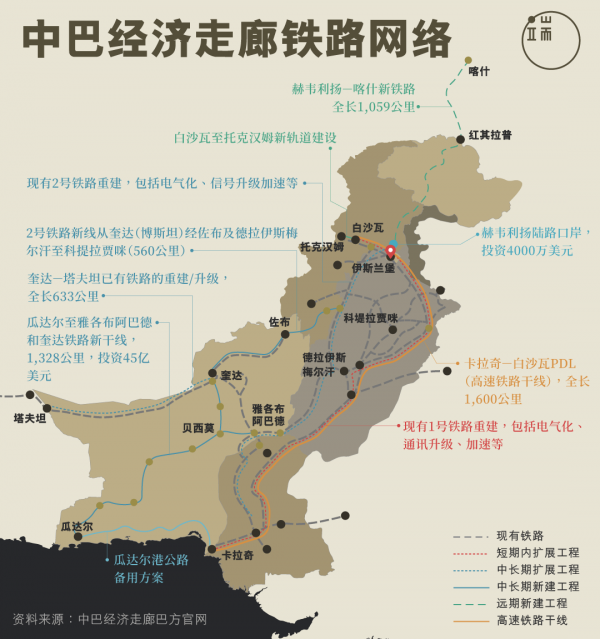 中巴经济走廊铁路网络
端
喀什
赫韦利扬—喀什新铁路
全长1,059公里
红其拉普
白沙瓦至托克汉姆新轨道建设
现有2号铁路重建，包括电气化、信号升级加速等
2号铁路新线从奎达（博斯坦）经佐布及德拉伊斯梅
尔汗至科提拉贾咪（560公里）
白沙瓦
托克汉姆
赫韦利扬陆路口岸，
投资4000万美元
伊斯兰堡
奎达—塔夫坦已有铁路的重建/升级，
全长633公里
瓜达尔至雅各布阿巴德
和奎达铁路新干线，
1,328公里，投资45亿
美元
佐布
科堤拉贾咪
德拉伊斯
梅尔汗
卡拉奇—白沙瓦PDL
（高速铁路干线），全长
1,600公里
奎达
塔夫坦
雅各布
阿巴德
贝西莫
现有1号铁路重建，包括电气化、
通讯升级、加速等
瓜达尔
卡拉奇
瓜达尔港公路
备用方案
现有铁路
短期内扩展工程
中长期扩展工程
中长期新建工程
远期新建工程
高速铁路干线
资料来源：中巴经济走廊巴方官网